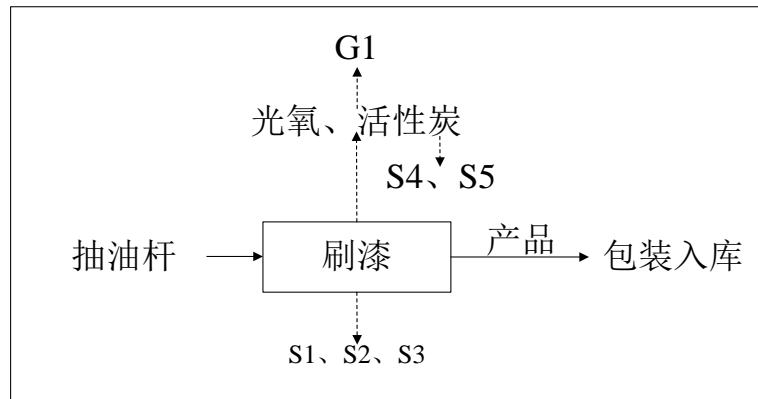 G1
光氧、活性炭
S4、S5
产品
抽油杆
刷漆
包装入库
S1、S2、S3